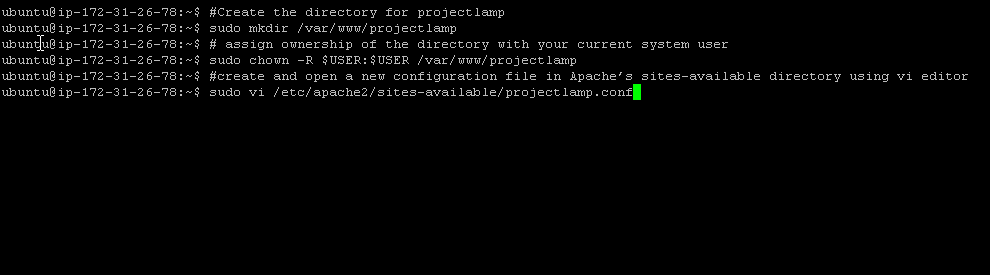 ubuntu@ip-172-31-26-78:~$ #Create the directory for projectlamp
ubuntu@ip-172-31-26-78:~$ sudo mkdir /var/www/projectlamp
ubuntu@ip-172-31-26-78:~$ # assign ownership of the directory with your current system user
ubuntu@ip-172-31-26-78:~$ sudo chown -R $USER:$USER /var/www/projectlamp
ubuntu@ip-172-31-26-78:~$ #create and open a new configuration file in Apache’s sites-available directory using vi editor
ubuntu@ip-172-31-26-78:~$ sudo vi /etc/apache2/sites-available/projectlamp.conf